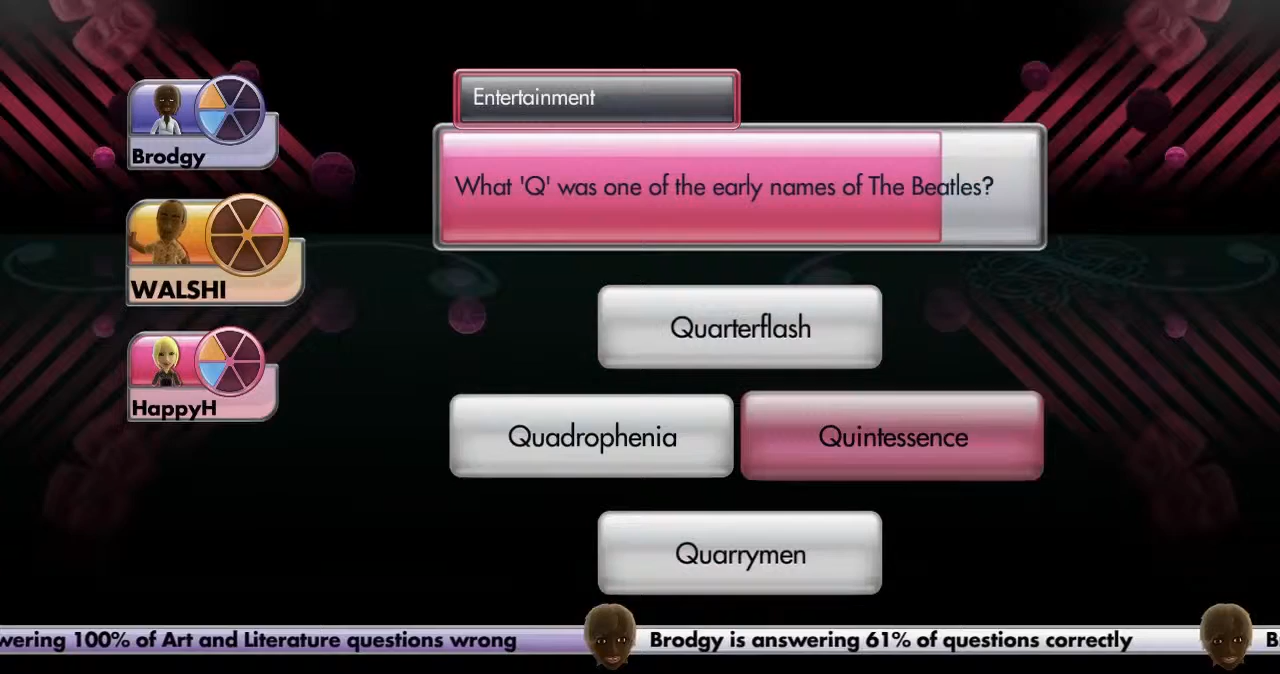 Entertainment
What 'Q' was one of the early names of The Beatles?
Brodgy
WALSHI
HappyH
Quarterflash
Quadrophenia
Quintessence
Quarrymen
wering 100% of Art and Literature questions wrong
Brodgy is answering 61% of questions correctly